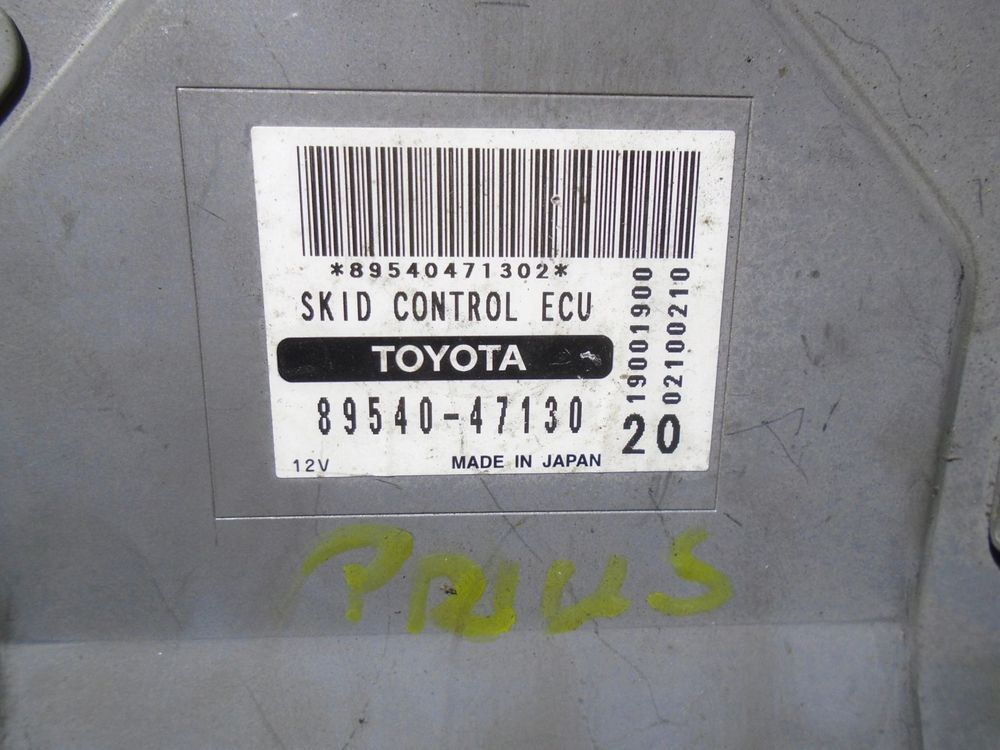 *89540471302*
SKID CONTROL ECU
TOYOTA
89540-47130
12V MADE IN JAPAN
19001900
02100210
20
PRIUS